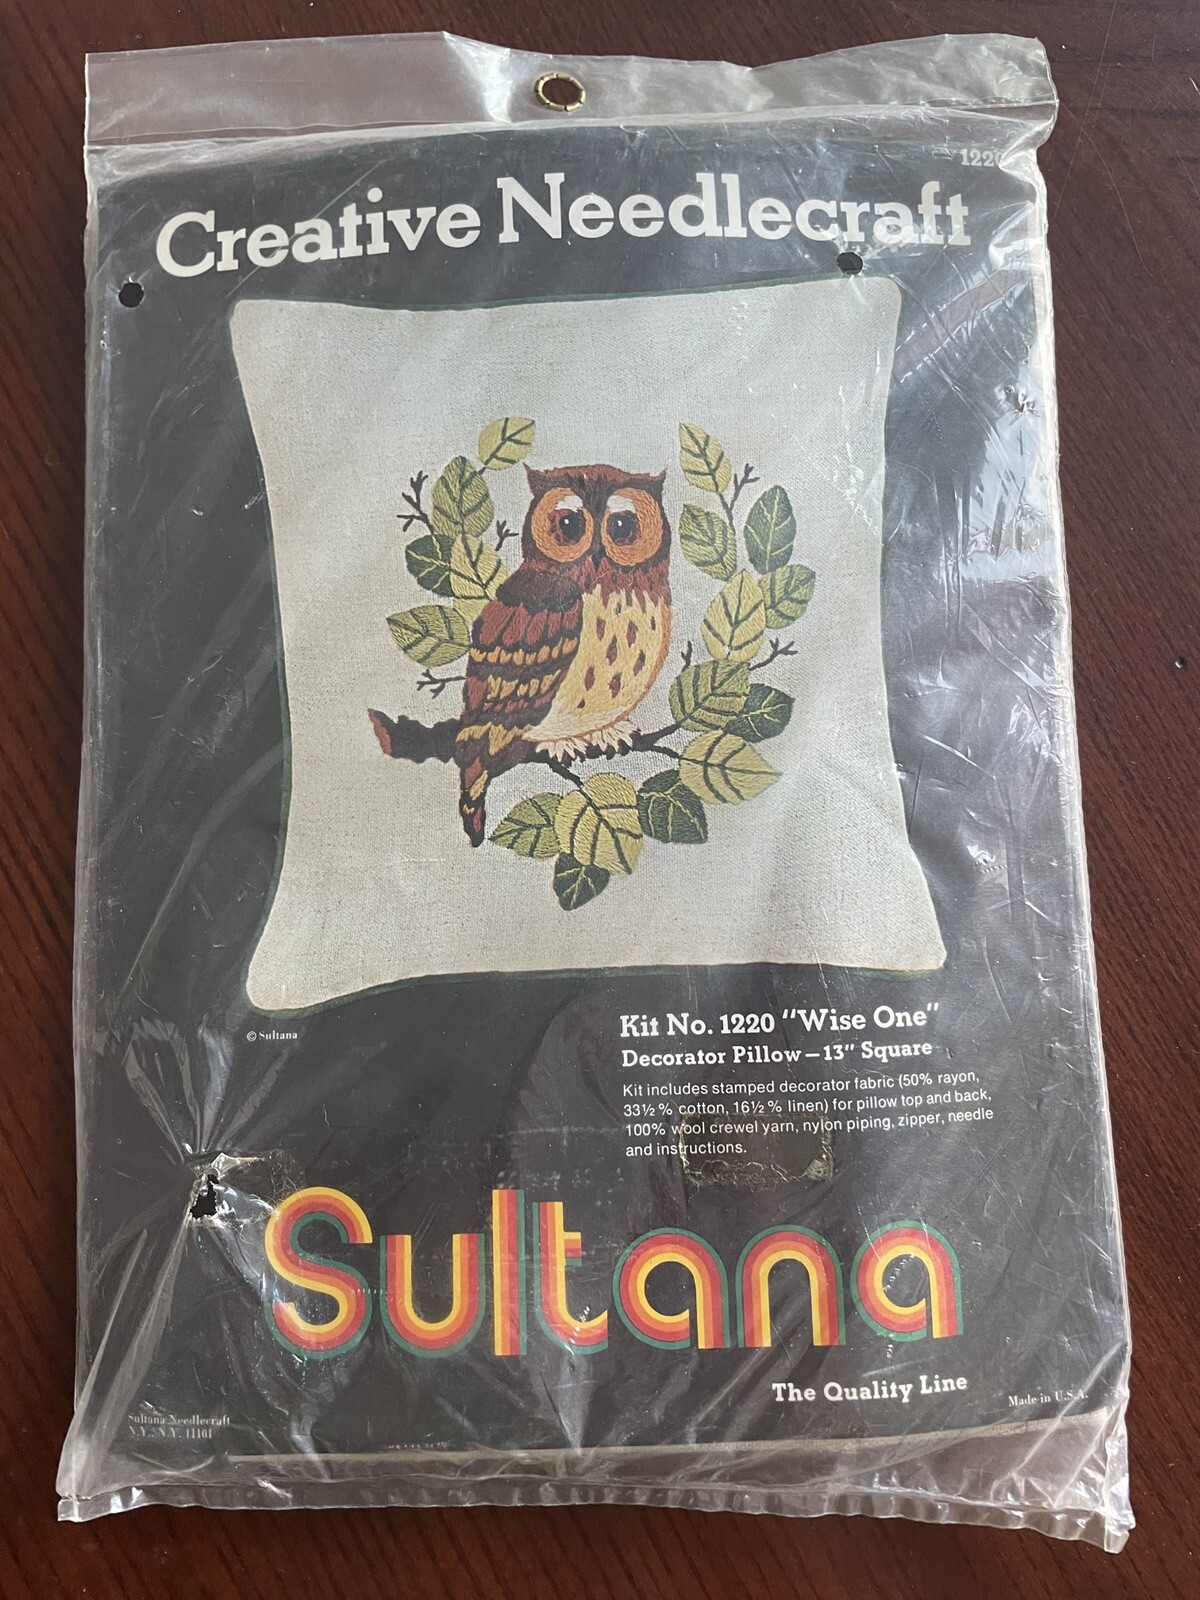 1220
Creative Needlecraft
© Sultana
Kit No. 1220 "Wise One"
Decorator Pillow – 13" Square
Kit includes stamped decorator fabric (50% rayon,
33½ % cotton, 16½ % linen) for pillow top and back,
100% wool crewel yarn, nylon piping, zipper, needle
and instructions.
Sultana
The Quality Line
Made in U.S.A.
Sultana Needlecraft
N.Y., N.Y. 11101